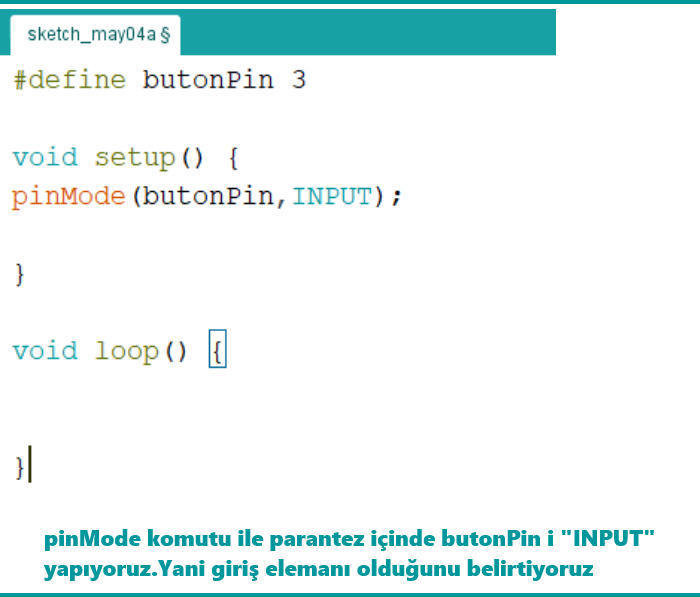 sketch_may04a §
#define butonPin 3
void setup() {
pinMode(butonPin,INPUT);
}
void loop() {
}
pinMode komutu ile parantez içinde butonPin i "INPUT"
yapıyoruz.Yani giriş elemanı olduğunu belirtiyoruz